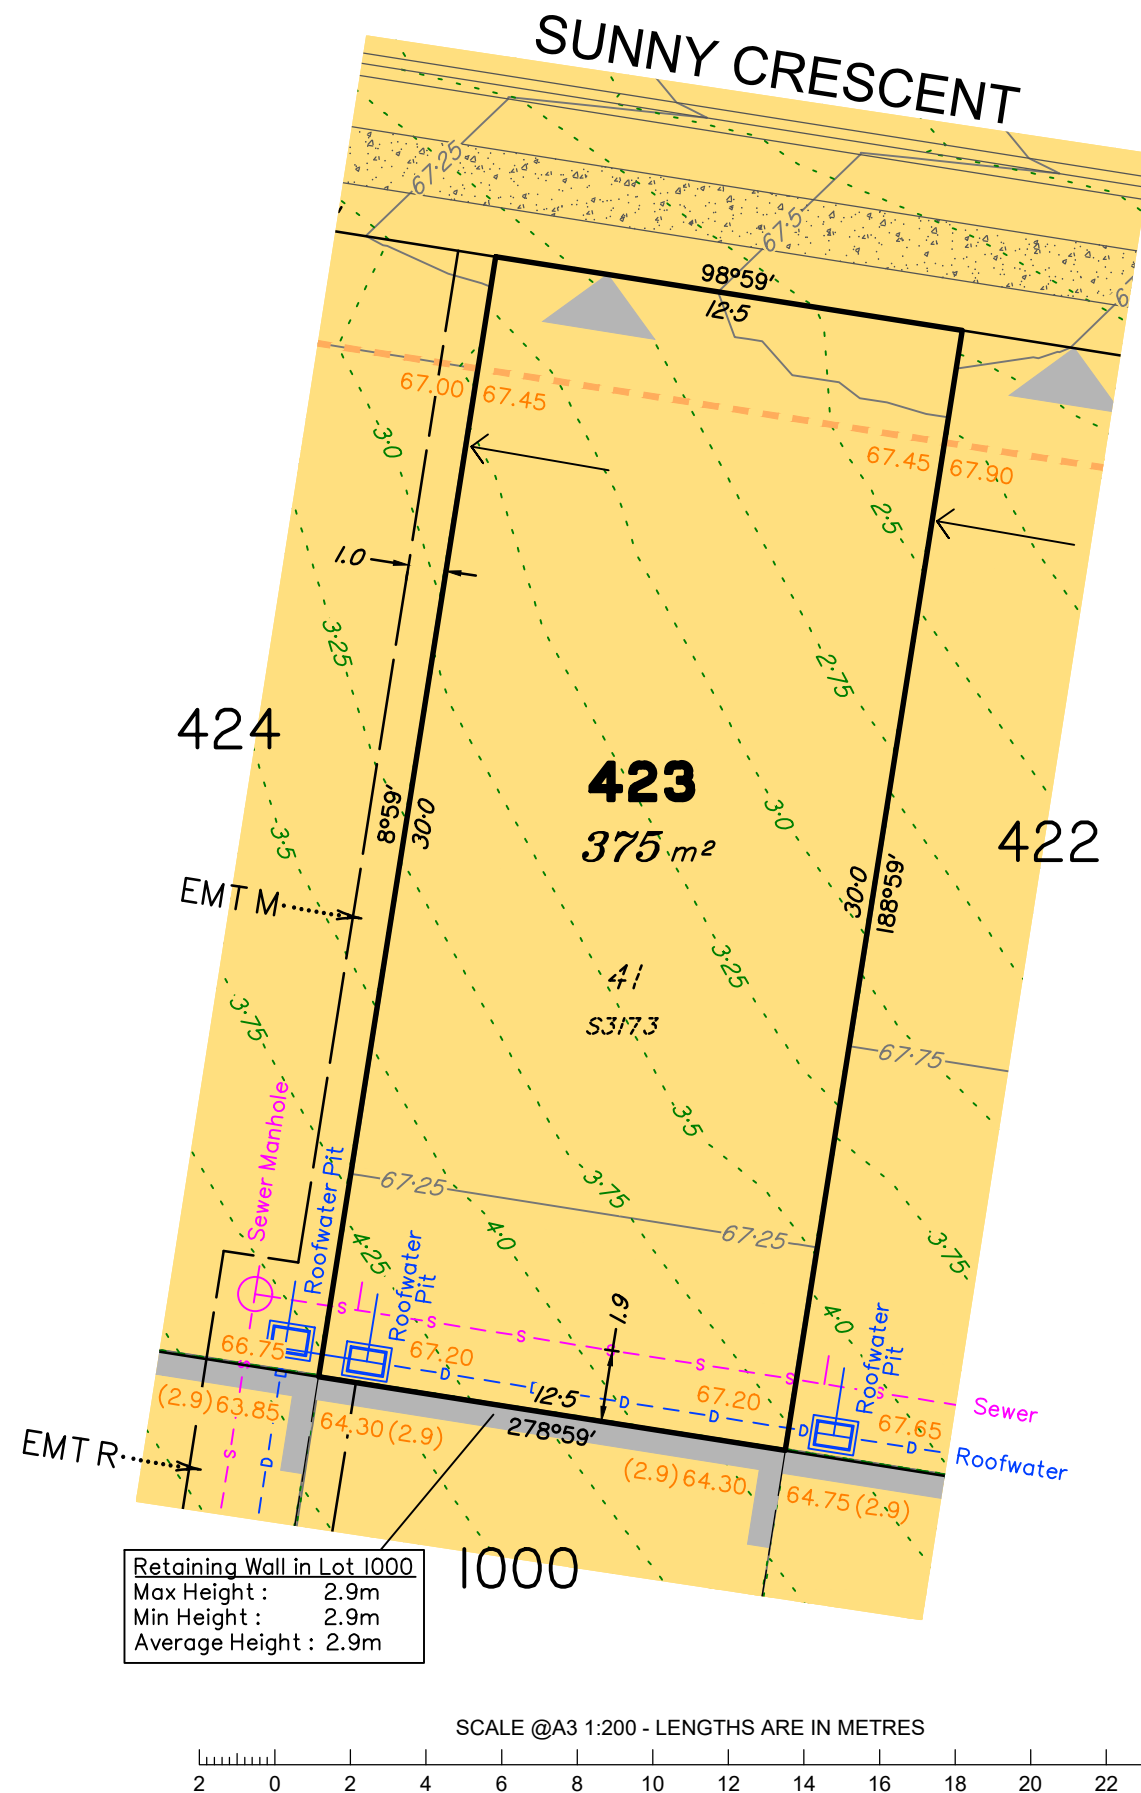 SUNNY CRESCENT
67·25
67·5
98°59′
12·5
67.00
67.45
67.45
67.90
3·0
2·5
1.0
3·25
2·75
424
423
375 m²
422
8°59′
30·0
3·0
3·5
30·0
188°59′
EMT M
3·25
41
S3173
3·75
67·75
3·5
Sewer Manhole
Roofwater Pit
67·25
3·75
67·25
4·0
4·25
3·75
Roofwater
Pit
1.9
4·0
Roofwater
Pit
S
S
S
S
S
S
66.75
67.20
67.20
67.65
Sewer
D
D
D
D
D
12·5
278°59′
Roofwater
(2.9) 63.85
64.30 (2.9)
(2.9) 64.30
64.75 (2.9)
EMT R
S
S
D
D
1000
Retaining Wall in Lot 1000
Max Height : 2.9m
Min Height : 2.9m
Average Height : 2.9m
SCALE @A3 1:200 - LENGTHS ARE IN METRES
2 0 2 4 6 8 10 12 14 16 18 20 22